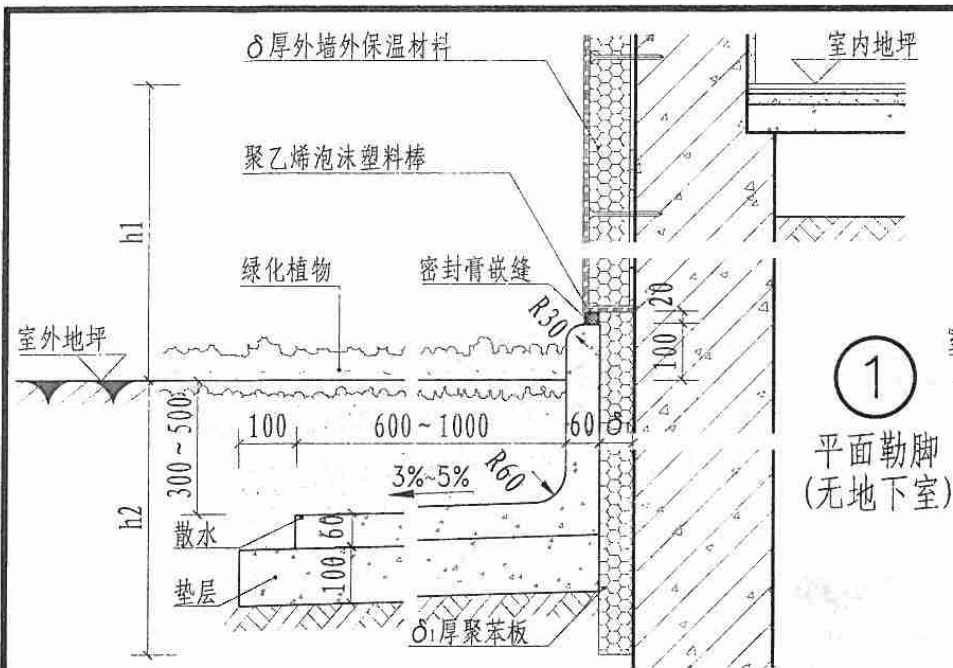 δ厚外墙外保温材料
室内地坪
聚乙烯泡沫塑料棒
h1
绿化植物
密封膏嵌缝
R30
20
100
室外地坪
1
平面勒脚
(无地下室)
300~500
100
600~1000
60
δ
3%~5%
R60
h2
散水
60
垫层
100
δ1厚聚苯板